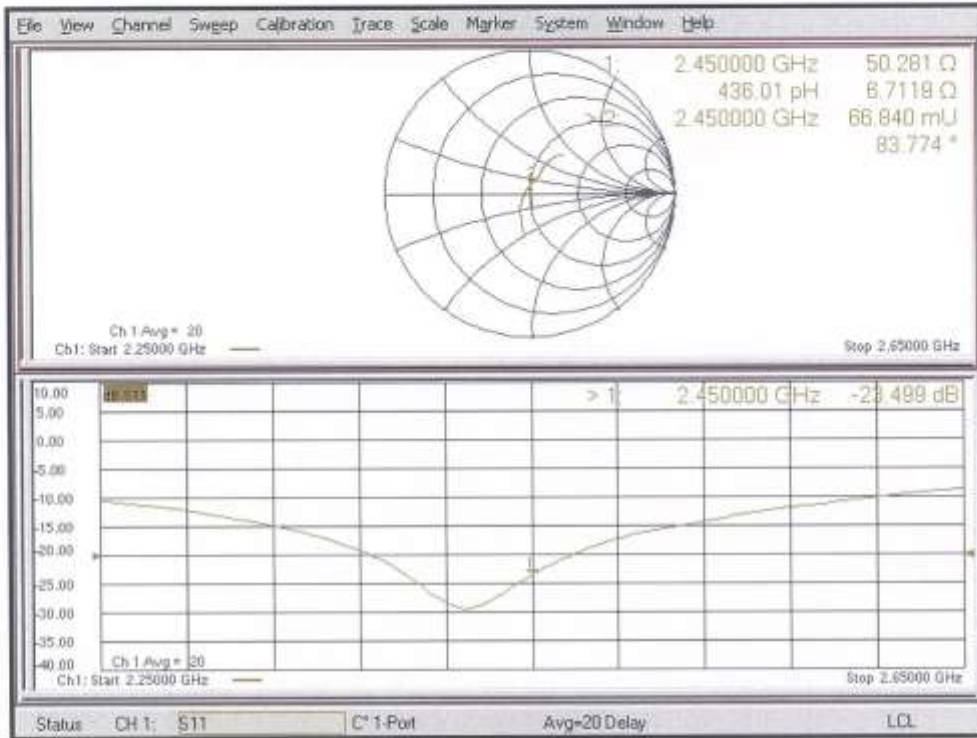 File View Channel Sweep Calibration Trace Scale Marker System Window Help
1: 2.450000 GHz 50.281 Ω
436.01 pH 6.7119 Ω
> 2: 2.450000 GHz 66.840 mU
83.774 °
Ch 1 Avg = 20
Ch1: Start 2.25000 GHz
Stop 2.65000 GHz
10.00
> 1: 2.450000 GHz -23.499 dB
5.00
0.00
-5.00
-10.00
-15.00
-20.00
-25.00
-30.00
-35.00
-40.00
1
Ch 1 Avg = 20
Ch1: Start 2.25000 GHz
Stop 2.65000 GHz
Status CH 1: S11 C* 1-Port Avg=20 Delay LCL